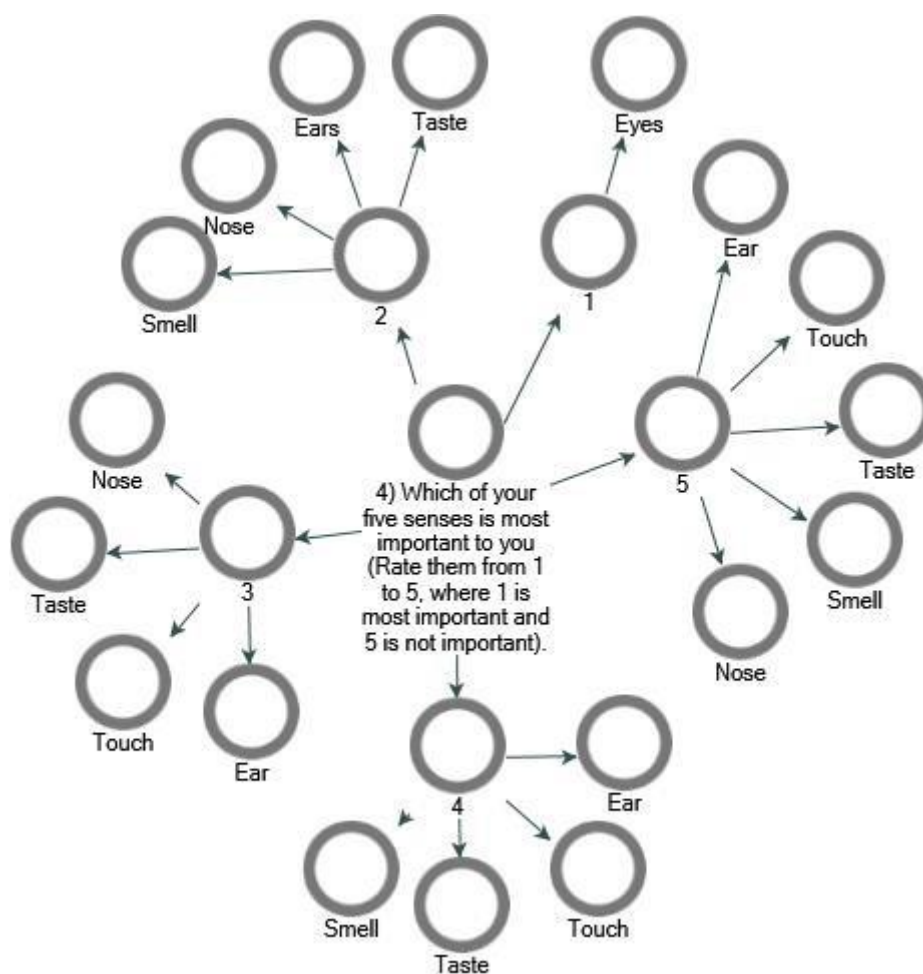 Ears
Taste
Eyes
Nose
Smell
2
1
Ear
Touch
Taste
5
Smell
Nose
4) Which of your
five senses is most
important to you
(Rate them from 1
to 5, where 1 is
most important and
5 is not important).
Nose
Taste
3
Touch
Ear
4
Ear
Smell
Taste
Touch